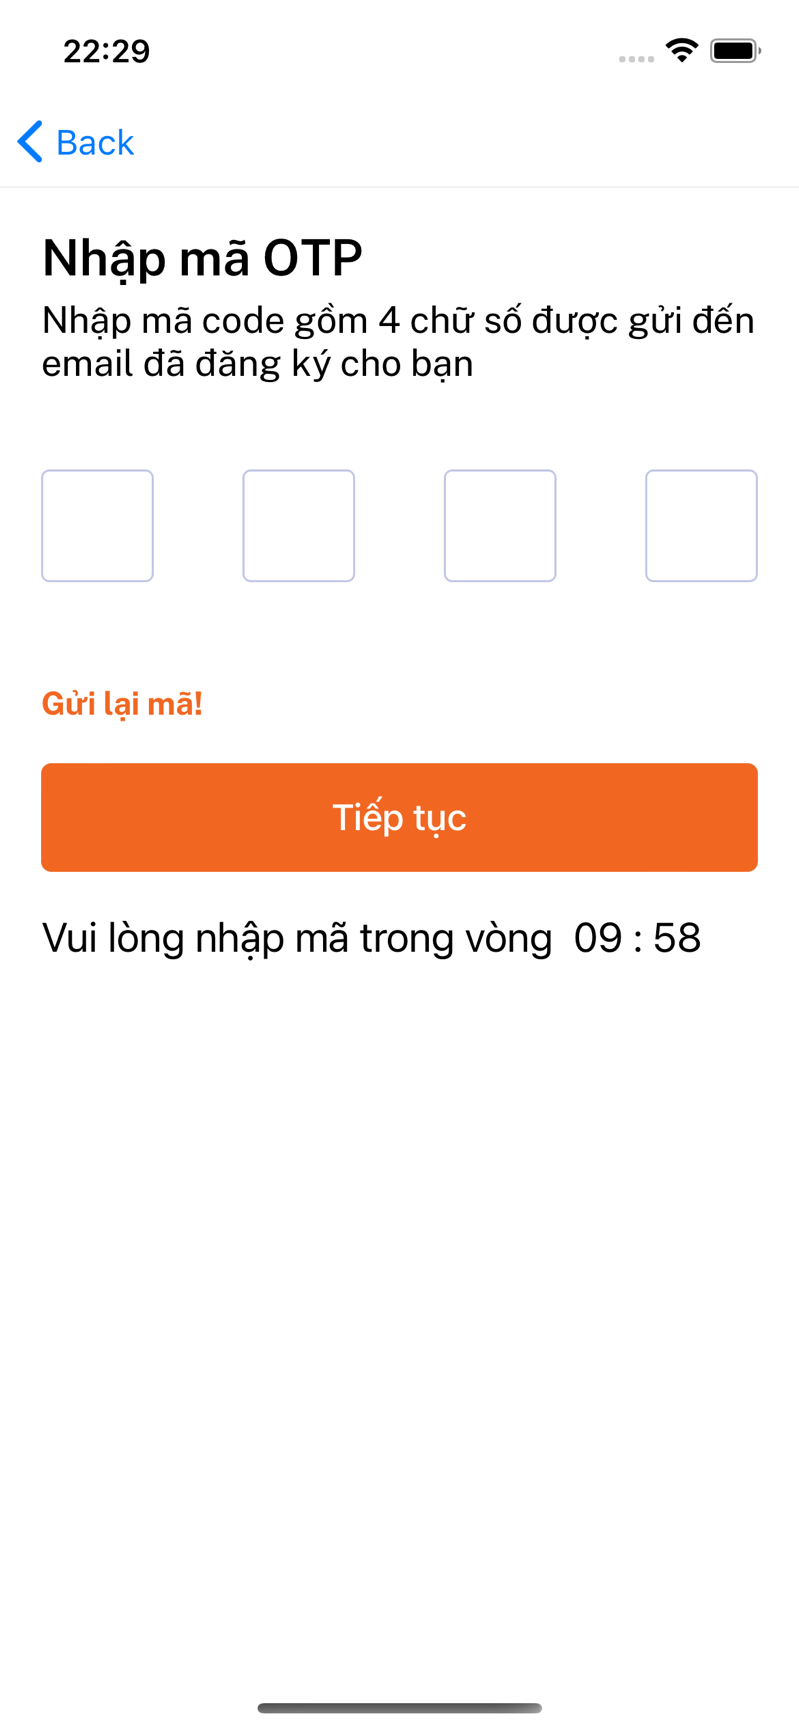 22:29
Back
Nhập mã OTP
Nhập mã code gồm 4 chữ số được gửi đến
email đã đăng ký cho bạn
Gửi lại mã!
Tiếp tục
Vui lòng nhập mã trong vòng 09 : 58